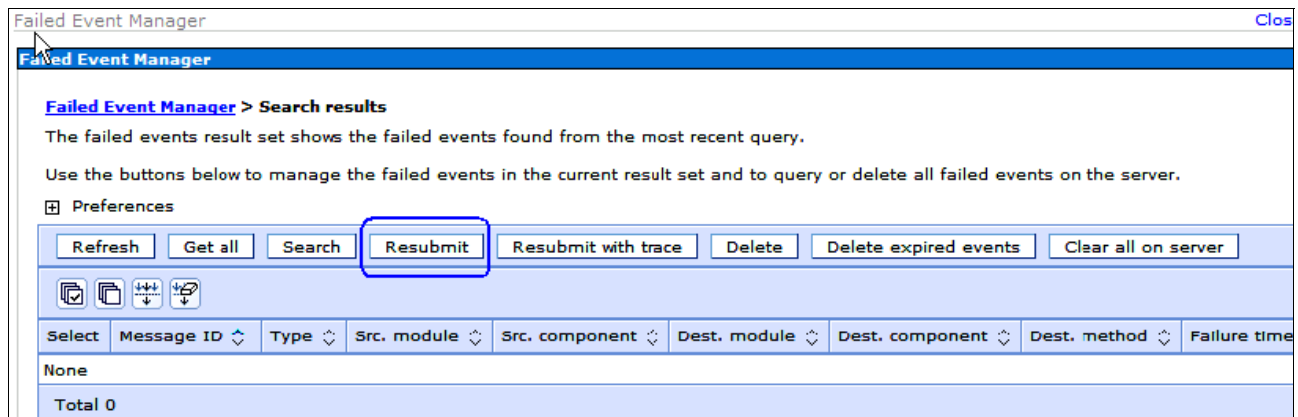 Failed Event Manager Clos
Failed Event Manager
Failed Event Manager > Search results
The failed events result set shows the failed events found from the most recent query.
Use the buttons below to manage the failed events in the current result set and to query or delete all failed events on the server.
Preferences
Refresh Get all Search Resubmit Resubmit with trace Delete Delete expired events Clear all on server
Select Message ID Type Src. module Src. component Dest. module Dest. component Dest. method Failure time
None
Total 0